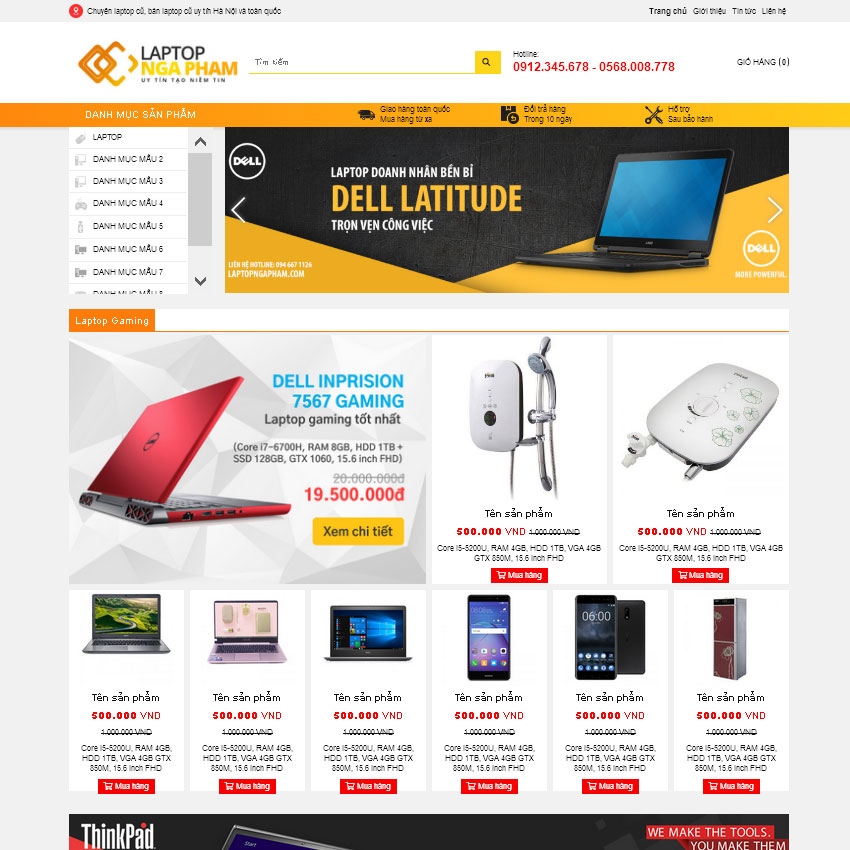 Chuyên laptop cũ, bán laptop cũ uy tín Hà Nội và toàn quốc
Trang chủ Giới thiệu Tin tức Liên hệ
LAPTOP
NGA PHAM
UY TÍN TẠO NIỀM TIN
Tìm kiếm
Hotline:
0912.345.678 - 0568.008.778
GIỎ HÀNG (0)
DANH MỤC SẢN PHẨM
Giao hàng toàn quốc
Mua hàng từ xa
Đổi trả hàng
Trong 10 ngày
Hỗ trợ
Sau bảo hành
LAPTOP
DANH MỤC MẪU 2
DANH MỤC MẪU 3
DANH MỤC MẪU 4
DANH MỤC MẪU 5
DANH MỤC MẪU 6
DANH MỤC MẪU 7
DANH MỤC MẪU 8
DELL
LAPTOP DOANH NHÂN BỀN BỈ
DELL LATITUDE
TRỌN VẸN CÔNG VIỆC
LIÊN HỆ HOTLINE: 094 667 1126
LAPTOPNGAPHAM.COM
DELL
MORE POWERFUL.
Laptop Gaming
DELL INPRISION
7567 GAMING
Laptop gaming tốt nhất
(Core i7-6700H, RAM 8GB, HDD 1TB +
SSD 128GB, GTX 1060, 15.6 inch FHD)
20.000.000đ
19.500.000đ
Xem chi tiết
Tên sản phẩm
500.000 VND 1.000.000 VND
Core i5-5200U, RAM 4GB, HDD 1TB, VGA 4GB
GTX 850M, 15.6 inch FHD
Mua hàng
Tên sản phẩm
500.000 VND 1.000.000 VND
Core i5-5200U, RAM 4GB, HDD 1TB, VGA 4GB
GTX 850M, 15.6 inch FHD
Mua hàng
Tên sản phẩm
500.000 VND
1.000.000 VND
Core i5-5200U, RAM 4GB,
HDD 1TB, VGA 4GB GTX
850M, 15.6 inch FHD
Mua hàng
Tên sản phẩm
500.000 VND
1.000.000 VND
Core i5-5200U, RAM 4GB,
HDD 1TB, VGA 4GB GTX
850M, 15.6 inch FHD
Mua hàng
Tên sản phẩm
500.000 VND
1.000.000 VND
Core i5-5200U, RAM 4GB,
HDD 1TB, VGA 4GB GTX
850M, 15.6 inch FHD
Mua hàng
Tên sản phẩm
500.000 VND
1.000.000 VND
Core i5-5200U, RAM 4GB,
HDD 1TB, VGA 4GB GTX
850M, 15.6 inch FHD
Mua hàng
06:00
Tên sản phẩm
500.000 VND
1.000.000 VND
Core i5-5200U, RAM 4GB,
HDD 1TB, VGA 4GB GTX
850M, 15.6 inch FHD
Mua hàng
Tên sản phẩm
500.000 VND
1.000.000 VND
Core i5-5200U, RAM 4GB,
HDD 1TB, VGA 4GB GTX
850M, 15.6 inch FHD
Mua hàng
ThinkPad
Start
WE MAKE THE TOOLS.
YOU MAKE THEM